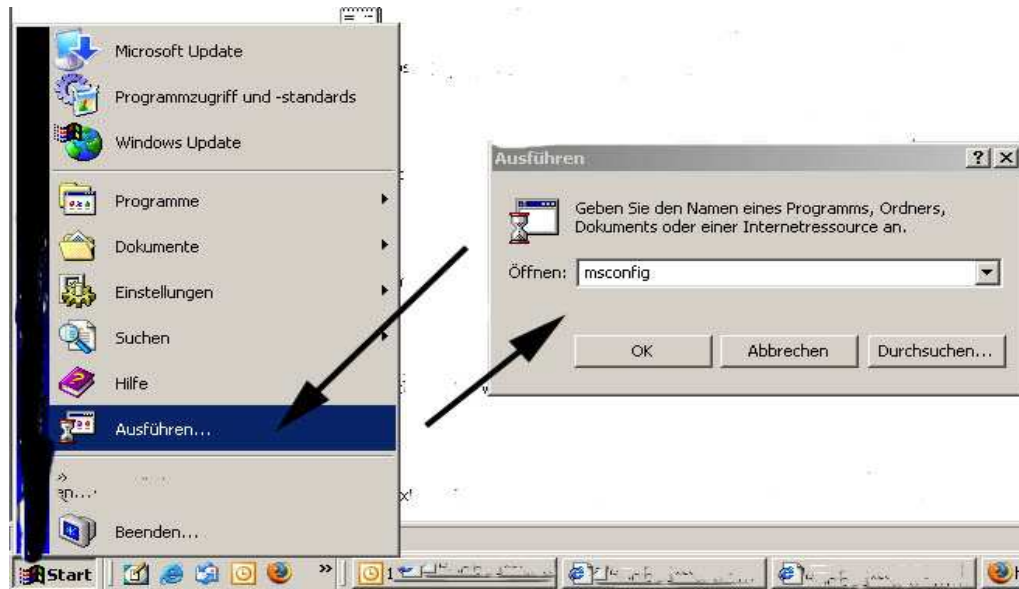 Microsoft Update
Programmzugriff und -standards
Windows Update
Programme
Dokumente
Einstellungen
Suchen
Hilfe
Ausführen...
Beenden...
Start
Ausführen
Geben Sie den Namen eines Programms, Ordners,
Dokuments oder einer Internetressource an.
Öffnen: msconfig
OK Abbrechen Durchsuchen...